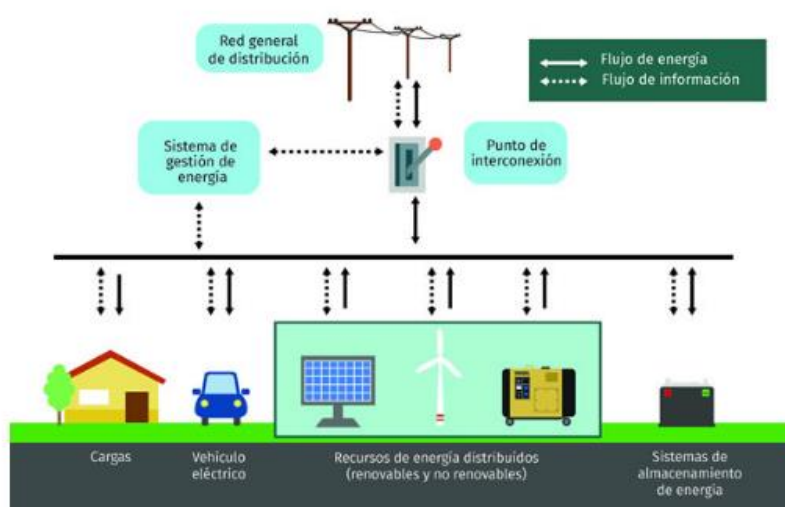 Red general
de distribución
Flujo de energía
Flujo de información
Sistema de
gestión de
energía
Punto de
interconexión
Cargas
Vehículo
eléctrico
Recursos de energía distribuidos
(renovables y no renovables)
Sistemas de
almacenamiento
de energía